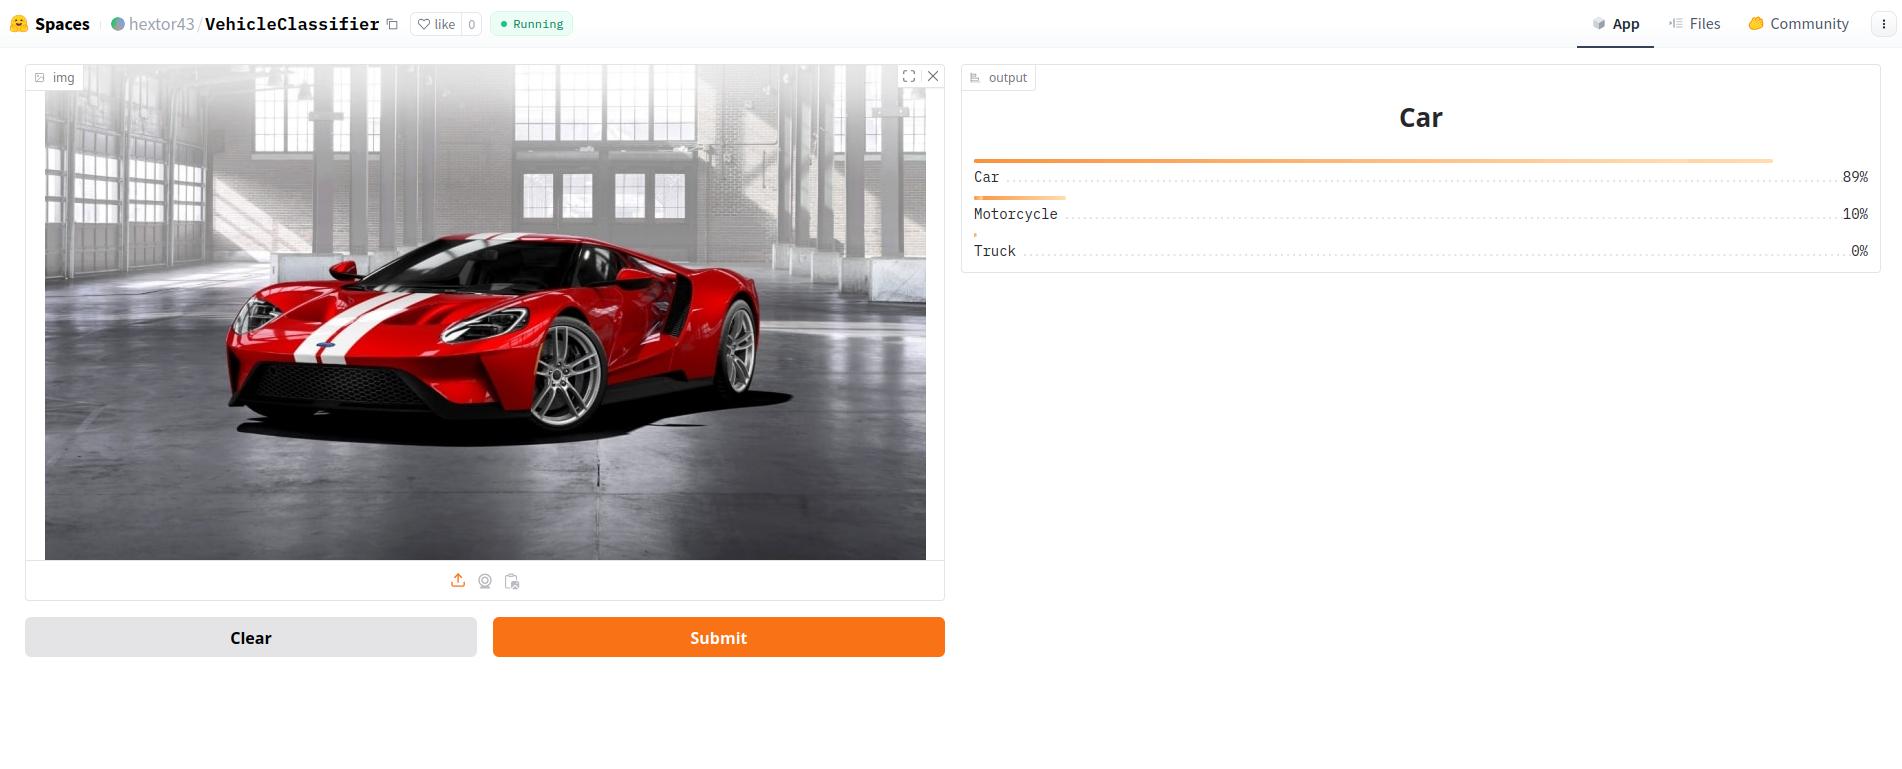 Spaces hextor43/VehicleClassifier like 0 Running App Files Community
img
output
Car
Car 89%
Motorcycle 10%
Truck 0%
Clear Submit